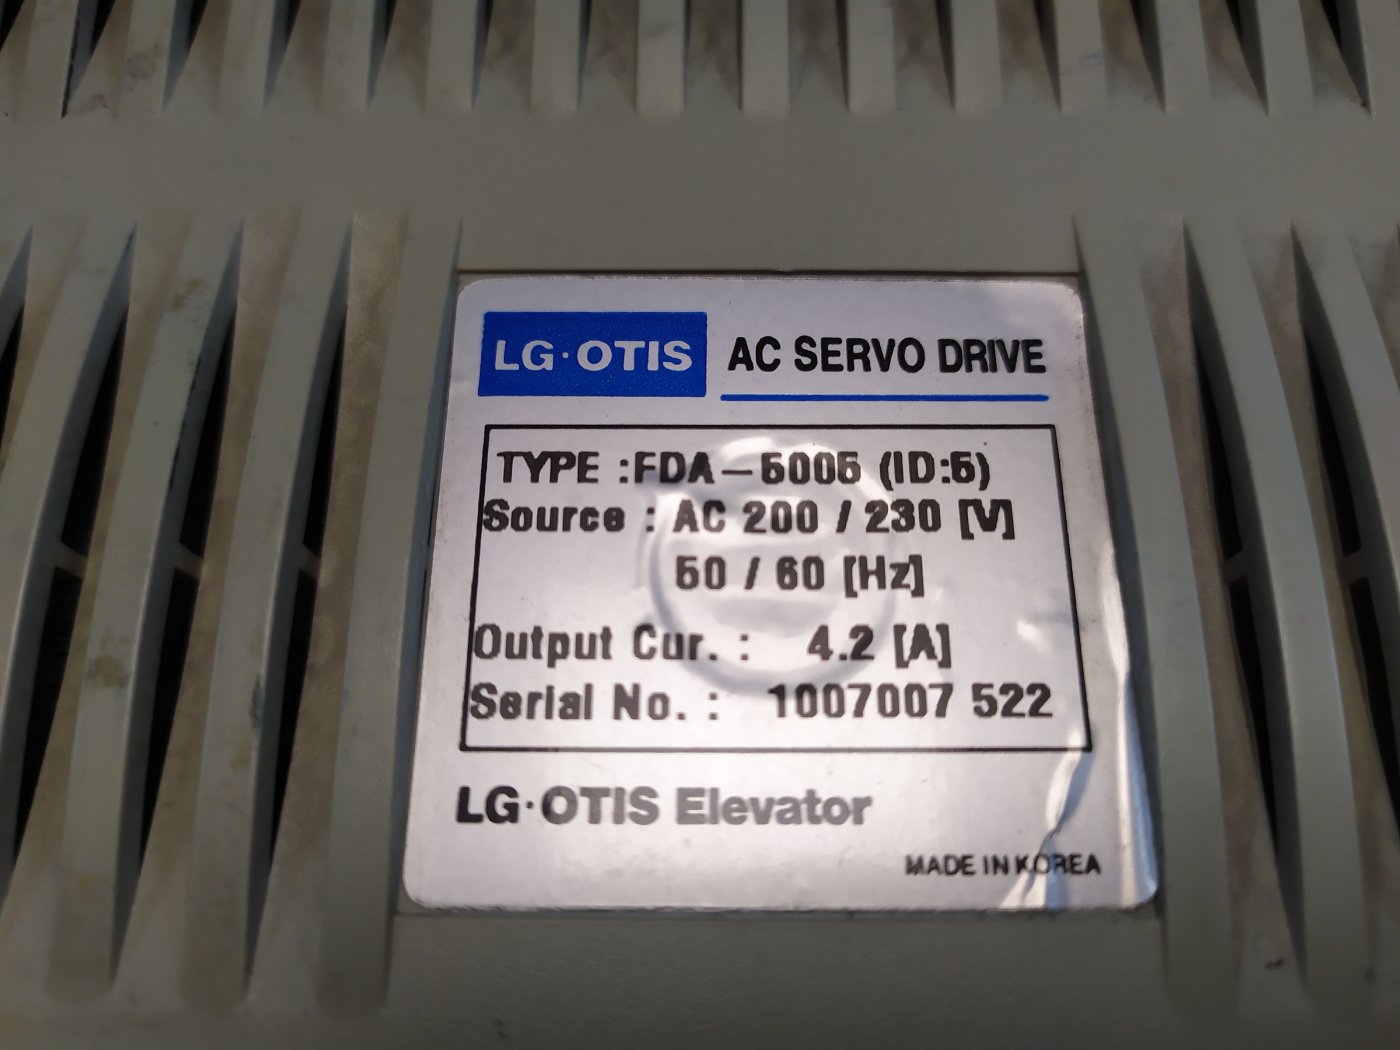 LG·OTIS AC SERVO DRIVE
TYPE :FDA-5005 (ID:5)
Source : AC 200 / 230 [V]
50 / 60 [Hz]
Output Cur. : 4.2 [A]
Serial No. : 1007007 522
LG·OTIS Elevator
MADE IN KOREA